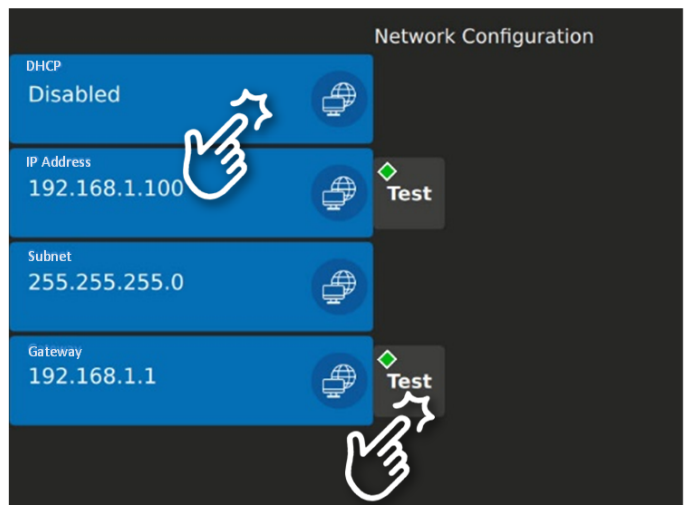 Network Configuration
DHCP
Disabled
IP Address
192.168.1.100
Test
Subnet
255.255.255.0
Gateway
192.168.1.1
Test